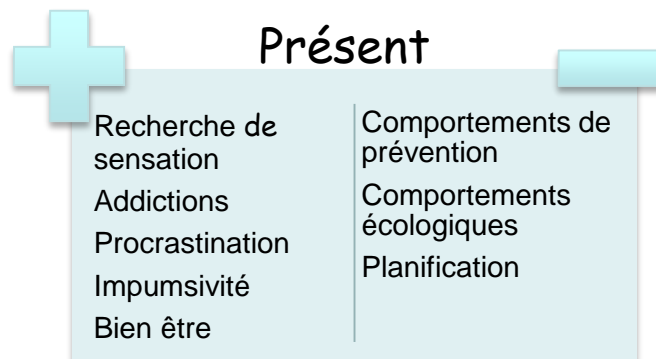 Présent
Recherche de
sensation
Addictions
Procrastination
Impumsivité
Bien être
Comportements de
prévention
Comportements
écologiques
Planification